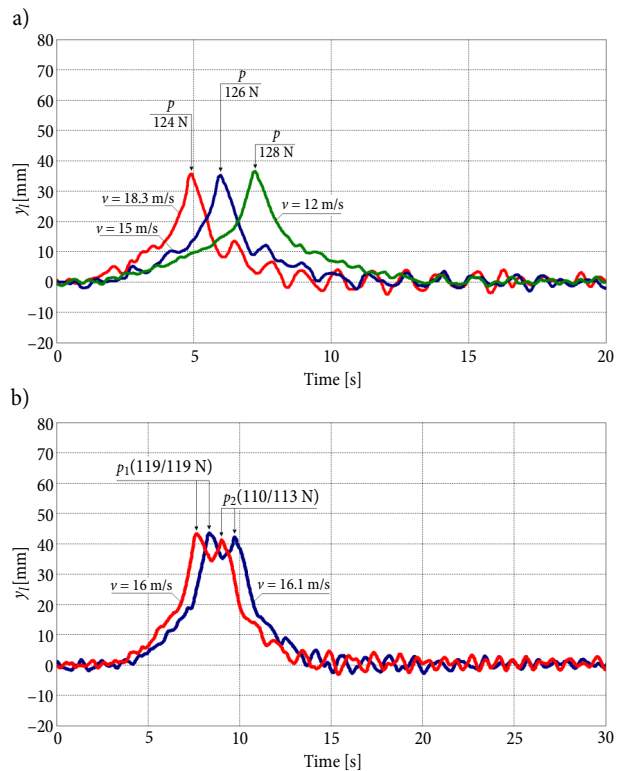 a)
80
70
60
50
40
30
20
10
0
−10
−20
y_l [mm]
p
124 N
p
126 N
p
128 N
v = 18.3 m/s
v = 15 m/s
v = 12 m/s
0 5 10 15 20
Time [s]
b)
80
70
60
50
40
30
20
10
0
−10
−20
y_l [mm]
p₁(119/119 N)
p₂(110/113 N)
v = 16 m/s
v = 16.1 m/s
0 5 10 15 20 25 30
Time [s]